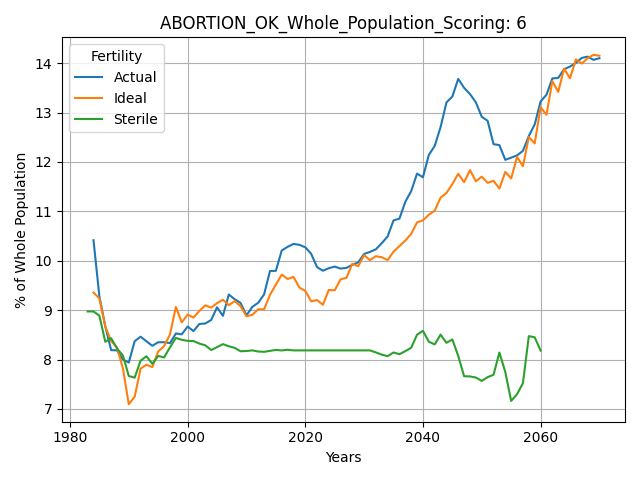 ABORTION_OK_Whole_Population_Scoring: 6
Fertility
Actual
Ideal
Sterile
% of Whole Population
14
13
12
11
10
9
8
7
1980
2000
2020
2040
2060
Years